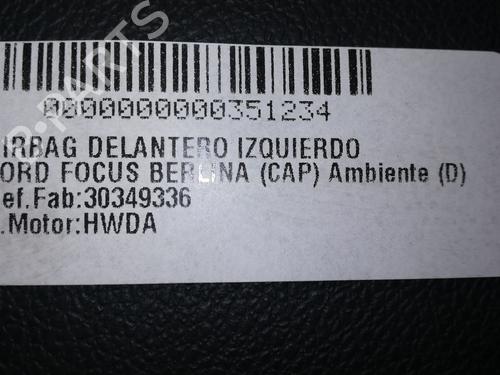 0000000000351234
IRBAG DELANTERO IZQUIERDO
ORD FOCUS BERLINA (CAP) Ambiente (D)
ef.Fab:30349336
.Motor:HWDA